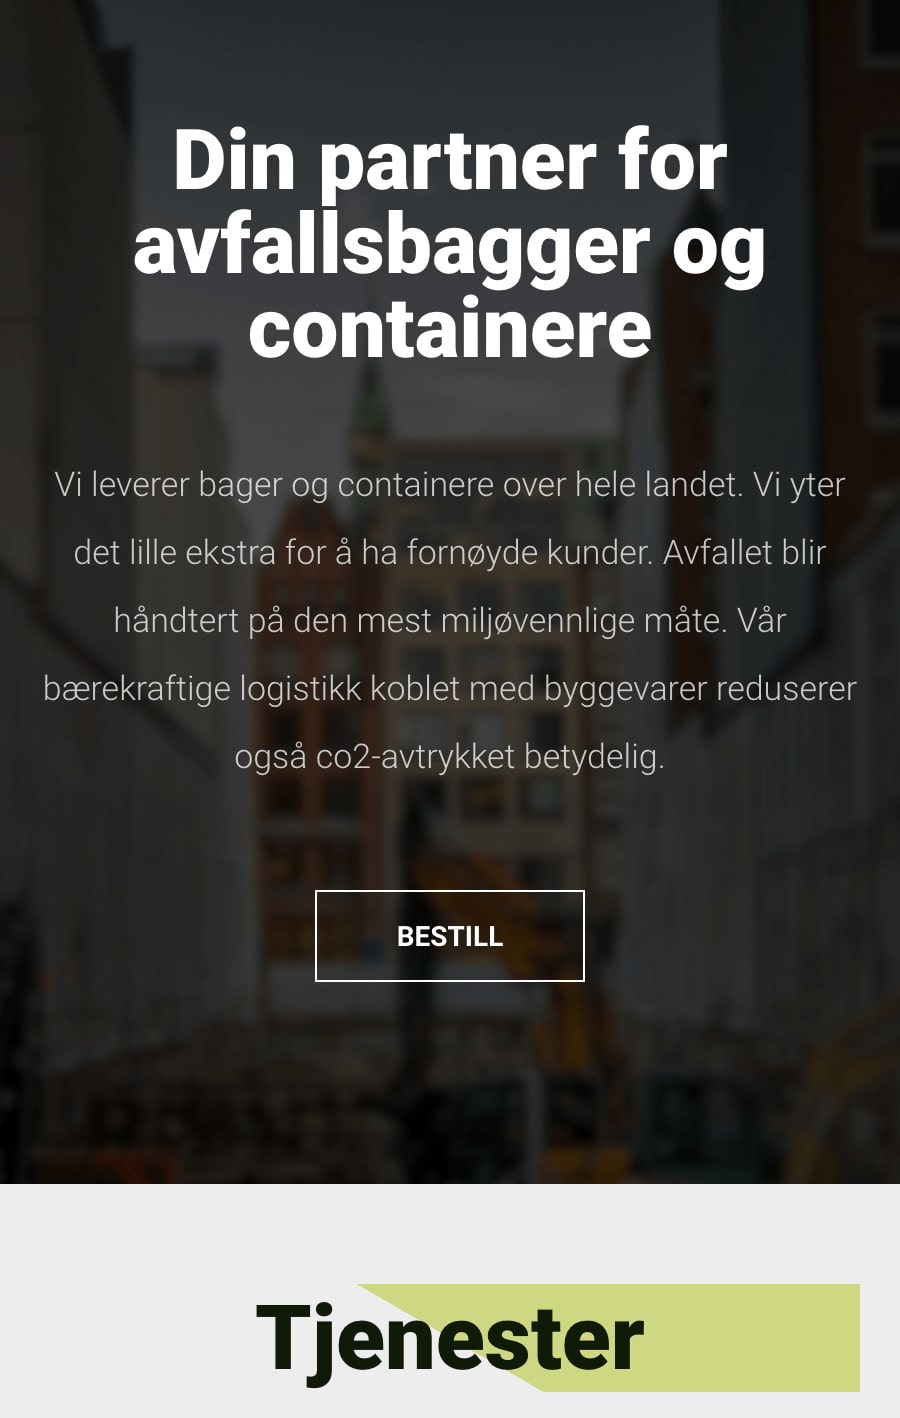 Din partner for
avfallsbagger og
containere
Vi leverer bager og containere over hele landet. Vi yter
det lille ekstra for å ha fornøyde kunder. Avfallet blir
håndtert på den mest miljøvennlige måte. Vår
bærekraftige logistikk koblet med byggevarer reduserer
også co2-avtrykket betydelig.
BESTILL
Tjenester